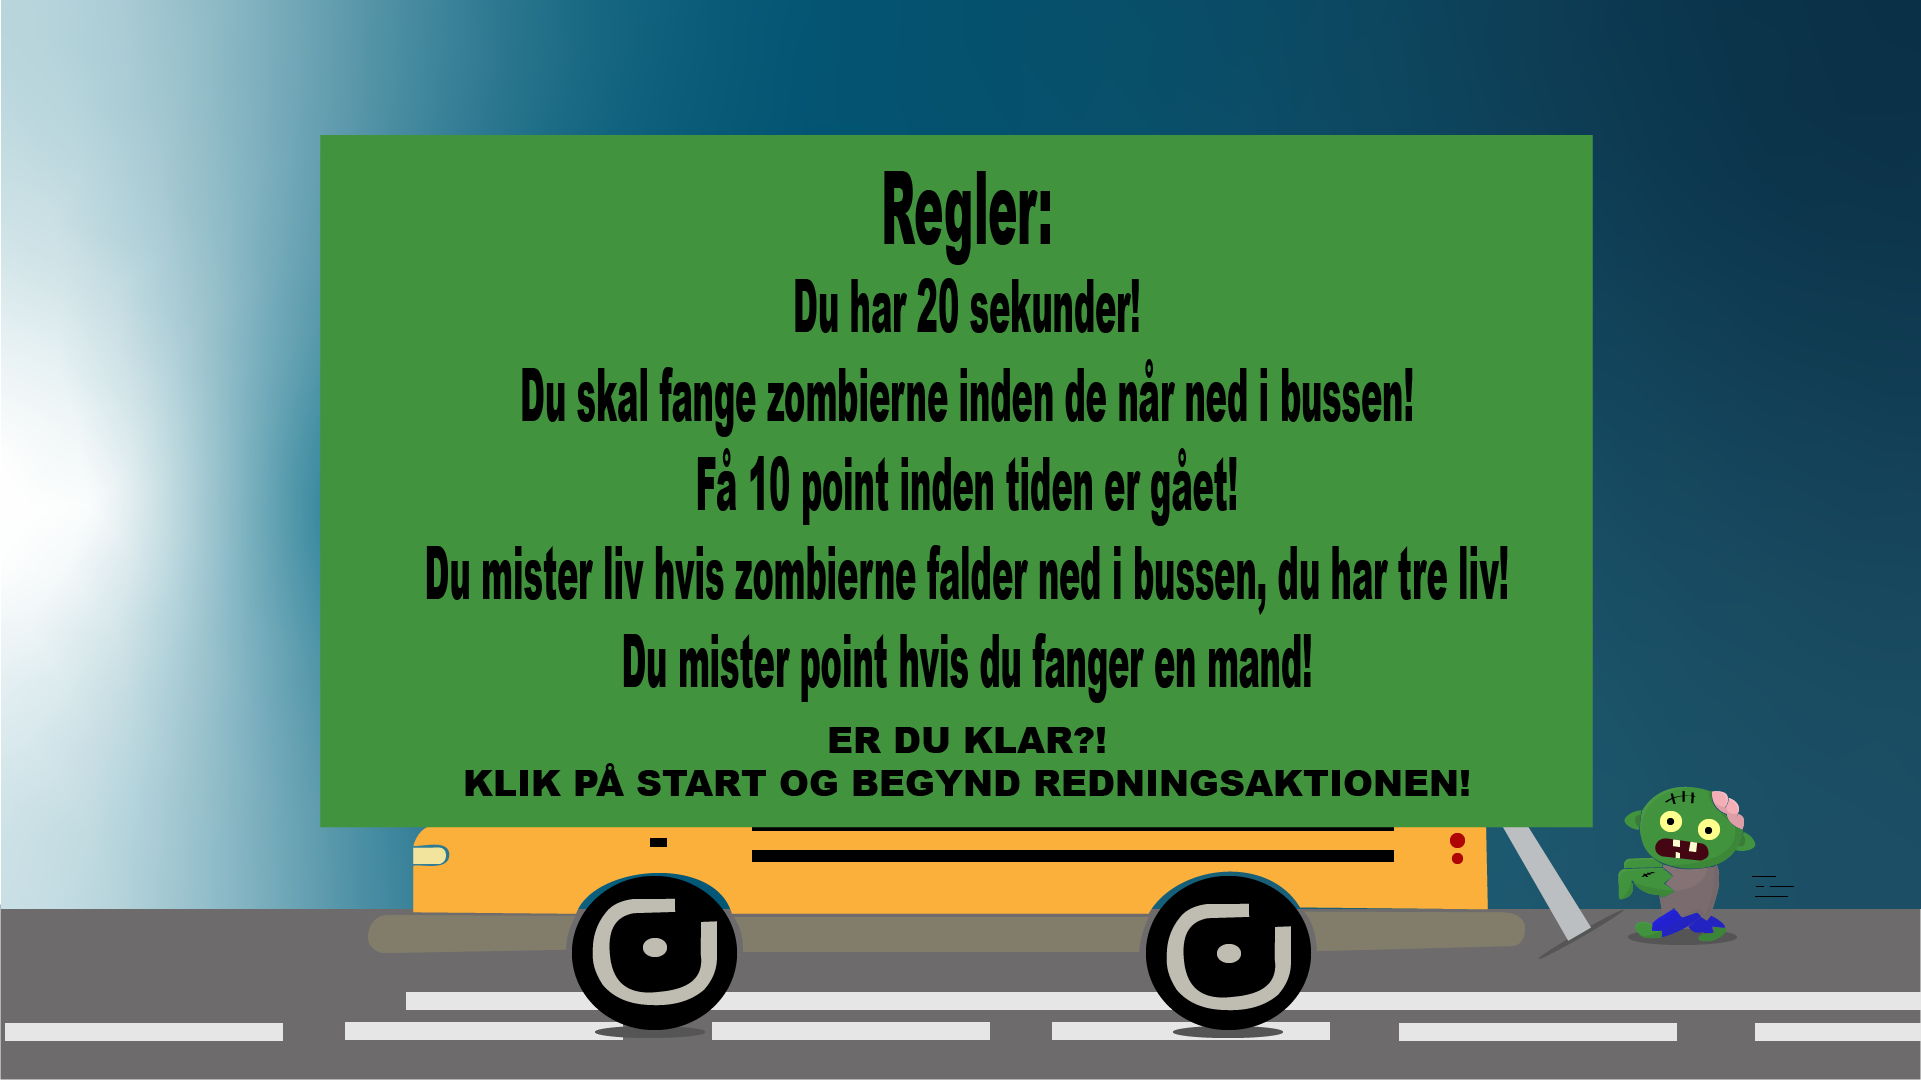 Regler:
Du har 20 sekunder!
Du skal fange zombierne inden de når ned i bussen!
Få 10 point inden tiden er gået!
Du mister liv hvis zombierne falder ned i bussen, du har tre liv!
Du mister point hvis du fanger en mand!
ER DU KLAR?!
KLIK PÅ START OG BEGYND REDNINGSAKTIONEN!